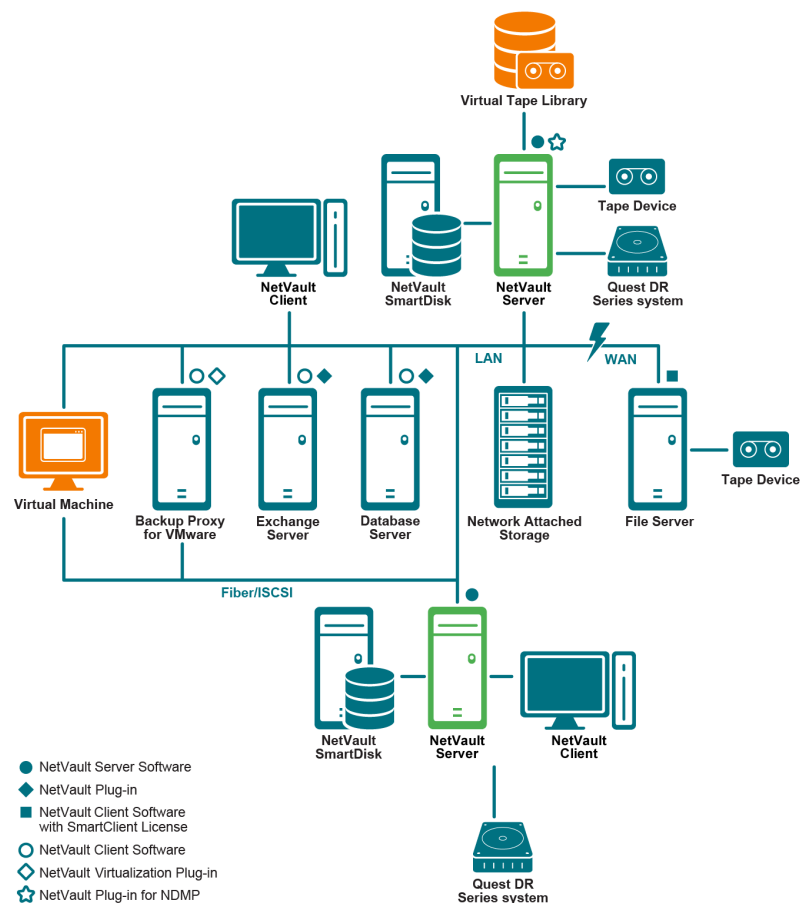 Virtual Tape Library
Tape Device
NetVault
Client
NetVault
SmartDisk
NetVault
Server
Quest DR
Series system
LAN
WAN
Virtual Machine
Backup Proxy
for VMware
Exchange
Server
Database
Server
Network Attached
Storage
File Server
Tape Device
Fiber/ISCSI
NetVault
SmartDisk
NetVault
Server
NetVault
Client
NetVault Server Software
NetVault Plug-in
NetVault Client Software
with SmartClient License
NetVault Client Software
NetVault Virtualization Plug-in
NetVault Plug-in for NDMP
Quest DR
Series system